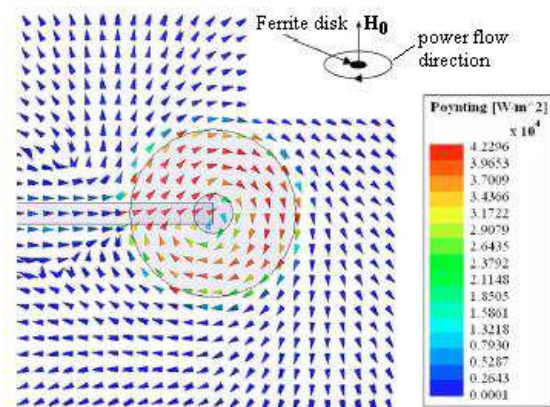 Ferrite disk
H0
power flow
direction
Poynting [W/m^2]
x 10^4
4.2296
3.9653
3.7009
3.4366
3.1722
2.9079
2.6435
2.3792
2.1148
1.8505
1.5861
1.3218
0.7930
0.5287
0.2643
0.0001